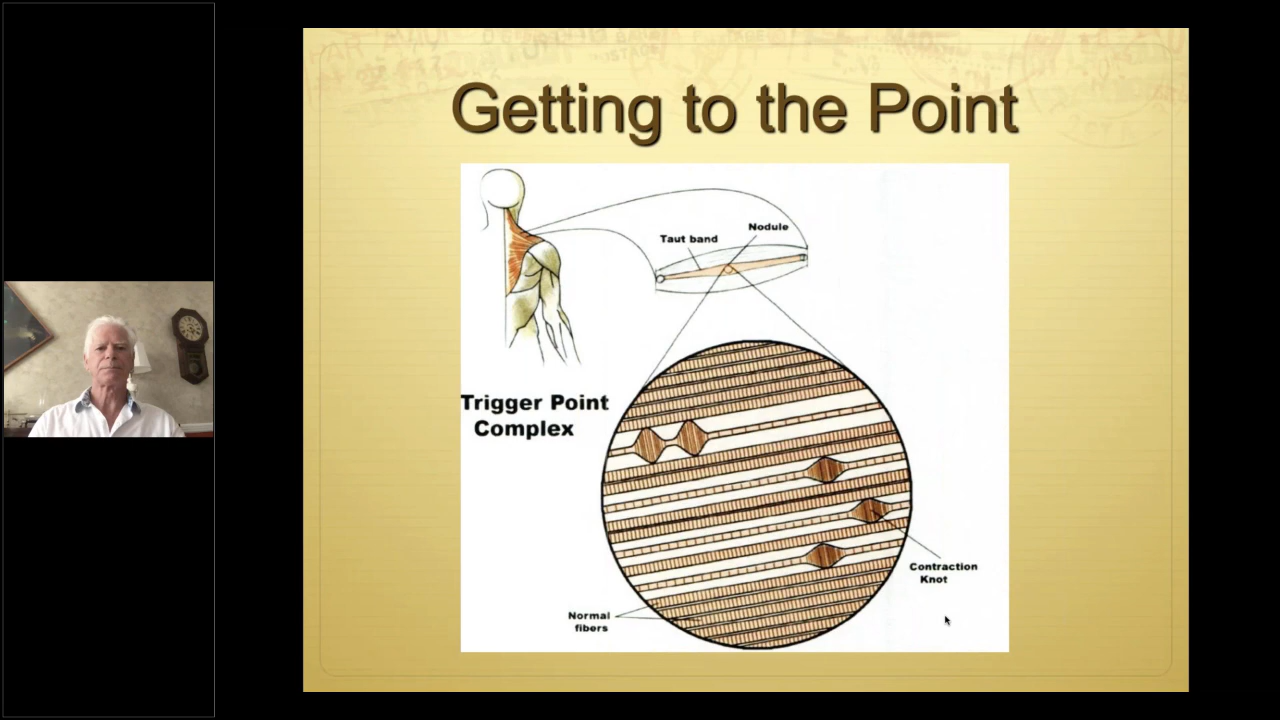 Getting to the Point
Nodule
Taut band
Trigger Point
Complex
Contraction
Knot
Normal
fibers